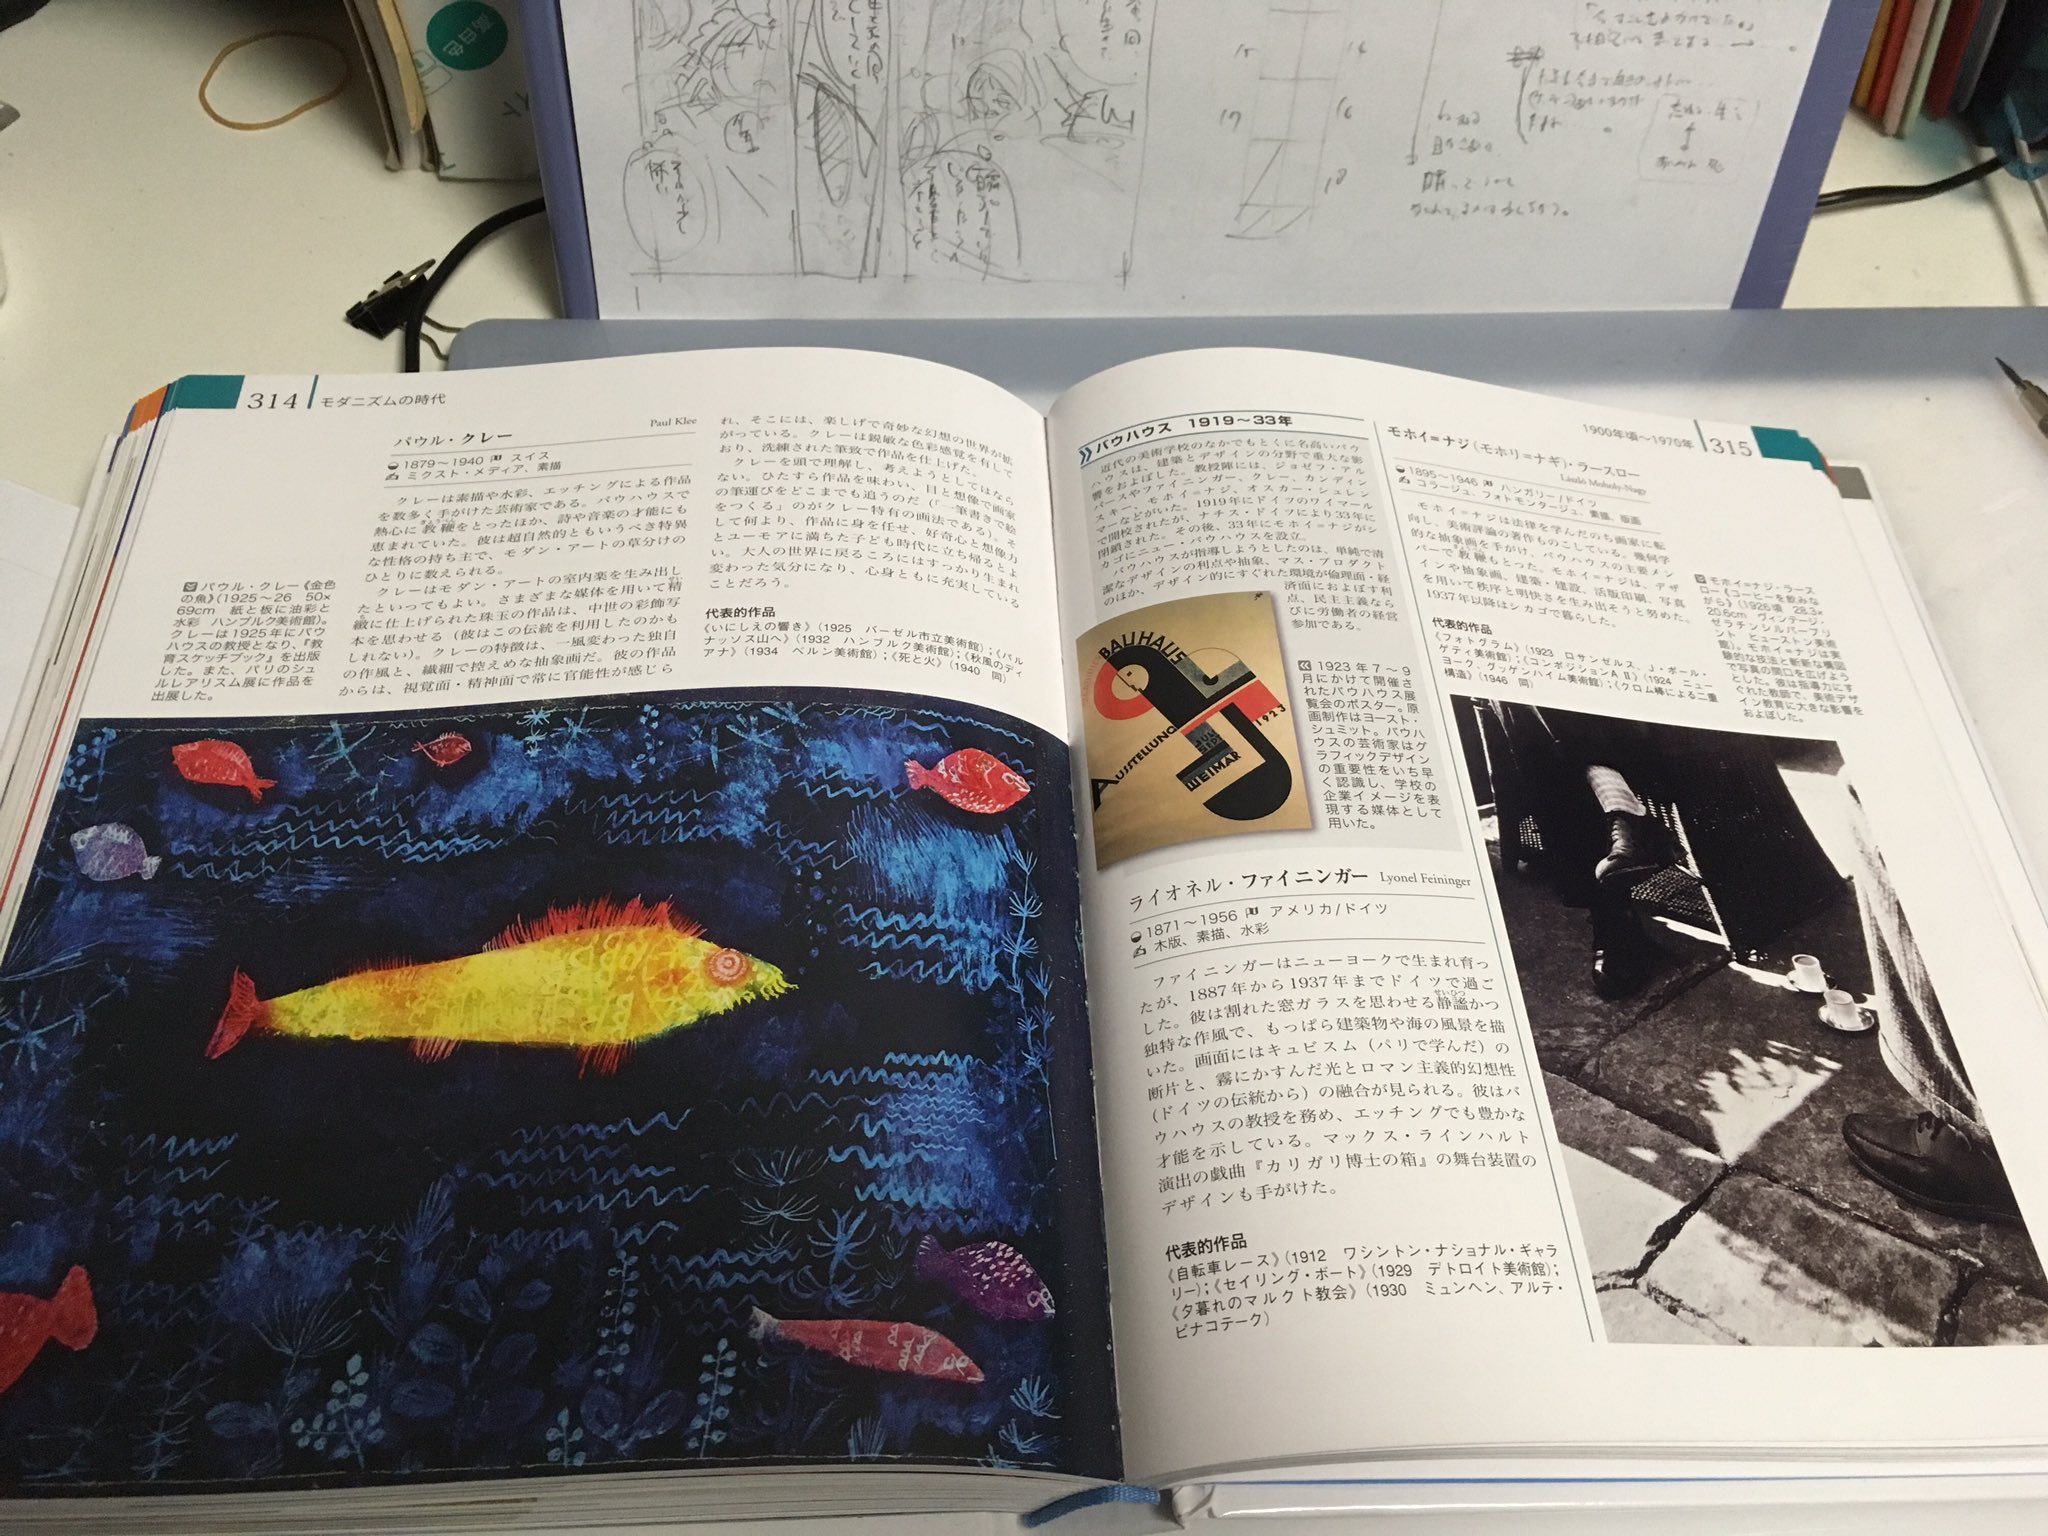 高白色
15
16
17
16
18
314 モダニズムの時代
パウル・クレー Paul Klee
1879〜1940 スイス
ミクスト・メディア、素描
クレーは素描や水彩、エッチングによる作品
を数多く手がけた芸術家である。バウハウスで
熱心に教鞭をとったほか、詩や音楽の才能にも
恵まれていた。彼は超自然的ともいうべき特異
な性格の持ち主で、モダン・アートの草分けの
ひとりに数えられる。
クレーはモダン・アートの室内楽を生み出し
たといってもよい。さまざまな媒体を用いて精
緻に仕上げられた珠玉の作品は、中世の彩飾写
本を思わせる（彼はこの伝統を利用したのかも
しれない）。クレーの特徴は、一風変わった独自
の作風と、繊細で控えめな抽象画だ。彼の作品
からは、視覚面・精神面で常に官能性が感じら
れ、そこには、楽しげで奇妙な幻想の世界が拡
がっている。クレーは鋭敏な色彩感覚を有して
おり、洗練された筆致で作品を仕上げた。
クレーを頭で理解し、考えようとしてはなら
ない。ひたすら作品を味わい、目と想像で画家
の筆運びをどこまでも追うのだ（「一筆書きで絵
をつくる」のがクレー特有の画法である）。そ
して何より、作品に身を任せ、好奇心と想像力
とユーモアに満ちた子ども時代に立ち帰るとよ
い。大人の世界に戻るころにはすっかり生まれ
変わった気分になり、心身ともに充実している
ことだろう。
代表的作品
《いにしえの響き》（1925 バーゼル市立美術館）；《パル
ナッソス山へ》（1932 ハンブルク美術館）；《秋風のディ
アナ》（1934 ベルン美術館）；《死と火》（1940 同）
パウル・クレー《金色
の魚》（1925〜26 50×
69cm 紙と板に油彩と
水彩 ハンブルク美術館）。
クレーは1925年にバウ
ハウスの教授となり、『教
育スケッチブック』を出版
した。また、パリのシュ
ルレアリスム展に作品を
出展した。
バウハウス 1919〜33年
近代の美術学校のなかでもとくに名高いバウ
ハウスは、建築とデザインの分野で重大な影
響をおよぼした。教授陣には、ジョゼフ・アル
バースやファイニンガー、クレー、カンディン
スキー、モホイ=ナジ、オスカー・シュレン
マーなどがいた。1919年にドイツのワイマール
で開校されたが、ナチス・ドイツにより33年に
閉鎖された。その後、33年にモホイ=ナジがシ
カゴにニュー・バウハウスを設立。
バウハウスが指導しようとしたのは、単純で清
潔なデザインの利点や抽象、マス・プロダクト
のほか、デザイン的にすぐれた環境が倫理面・経
済面におよぼす利
点、民主主義なら
びに労働者の経営
参加である。
BAUHAUS
AUSSTELLUNG
WEIMAR
1923
1923年7〜9
月にかけて開催さ
れたバウハウス展
覧会のポスター。原
画制作はヨースト・
シュミット。バウハ
ウスの芸術家はグ
ラフィックデザイン
の重要性をいち早
く認識し、学校の
企業イメージを表
現する媒体として
用いた。
ライオネル・ファイニンガー Lyonel Feininger
1871〜1956 アメリカ/ドイツ
木版、素描、水彩
ファイニンガーはニューヨークで生まれ育っ
たが、1887年から1937年までドイツで過ご
した。彼は割れた窓ガラスを思わせる静謐かつ
独特な作風で、もっぱら建築物や海の風景を描
いた。画面にはキュビスム（パリで学んだ）の
断片と、霧にかすんだ光とロマン主義的幻想性
（ドイツの伝統から）の融合が見られる。彼はバ
ウハウスの教授を務め、エッチングでも豊かな
才能を示している。マックス・ラインハルト
演出の戯曲『カリガリ博士の箱』の舞台装置の
デザインも手がけた。
代表的作品
《自転車レース》（1912 ワシントン・ナショナル・ギャラ
リー）；《セイリング・ボート》（1929 デトロイト美術館）；
《夕暮れのマルクト教会》（1930 ミュンヘン、アルテ・
ピナコテーク）
1900年頃〜1970年 315
モホイ=ナジ（モホリ=ナギ）・ラースロー
László Moholy-Nagy
1895〜1946 ハンガリー/ドイツ
コラージュ、フォトモンタージュ、素描、版画
モホイ=ナジは法律を学んだのち画家に転
向し、美術評論の著作ものこしている。幾何学
的な抽象画を手がけ、バウハウスの主要メン
バーで教鞭もとった。モホイ=ナジは、デザ
インや抽象画、建築・建設、活版印刷、写真
を用いて秩序と明快さを生み出そうと努めた。
1937年以降はシカゴで暮らした。
代表的作品
《フォトグラム》（1923 ロサンゼルス、J・ポール・
ゲティ美術館）；《コンポジションAⅡ》（1924 ニュー
ヨーク、グッゲンハイム美術館）；《クロム棒による二重
構造》（1946 同）
モホイ=ナジ・ラース
ロー《コーヒーを飲みな
がら》（1926頃 28.3×
20.5cm ヴィンテージ・
ゼラチンシルバープリ
ント ヒューストン美術
館）。モホイ=ナジは実
験的な技法と斬新な構図
で写真の間口を広げよう
とした。彼は指導力にす
ぐれた教師で、美術デザ
イン教育に大きな影響を
およぼした。